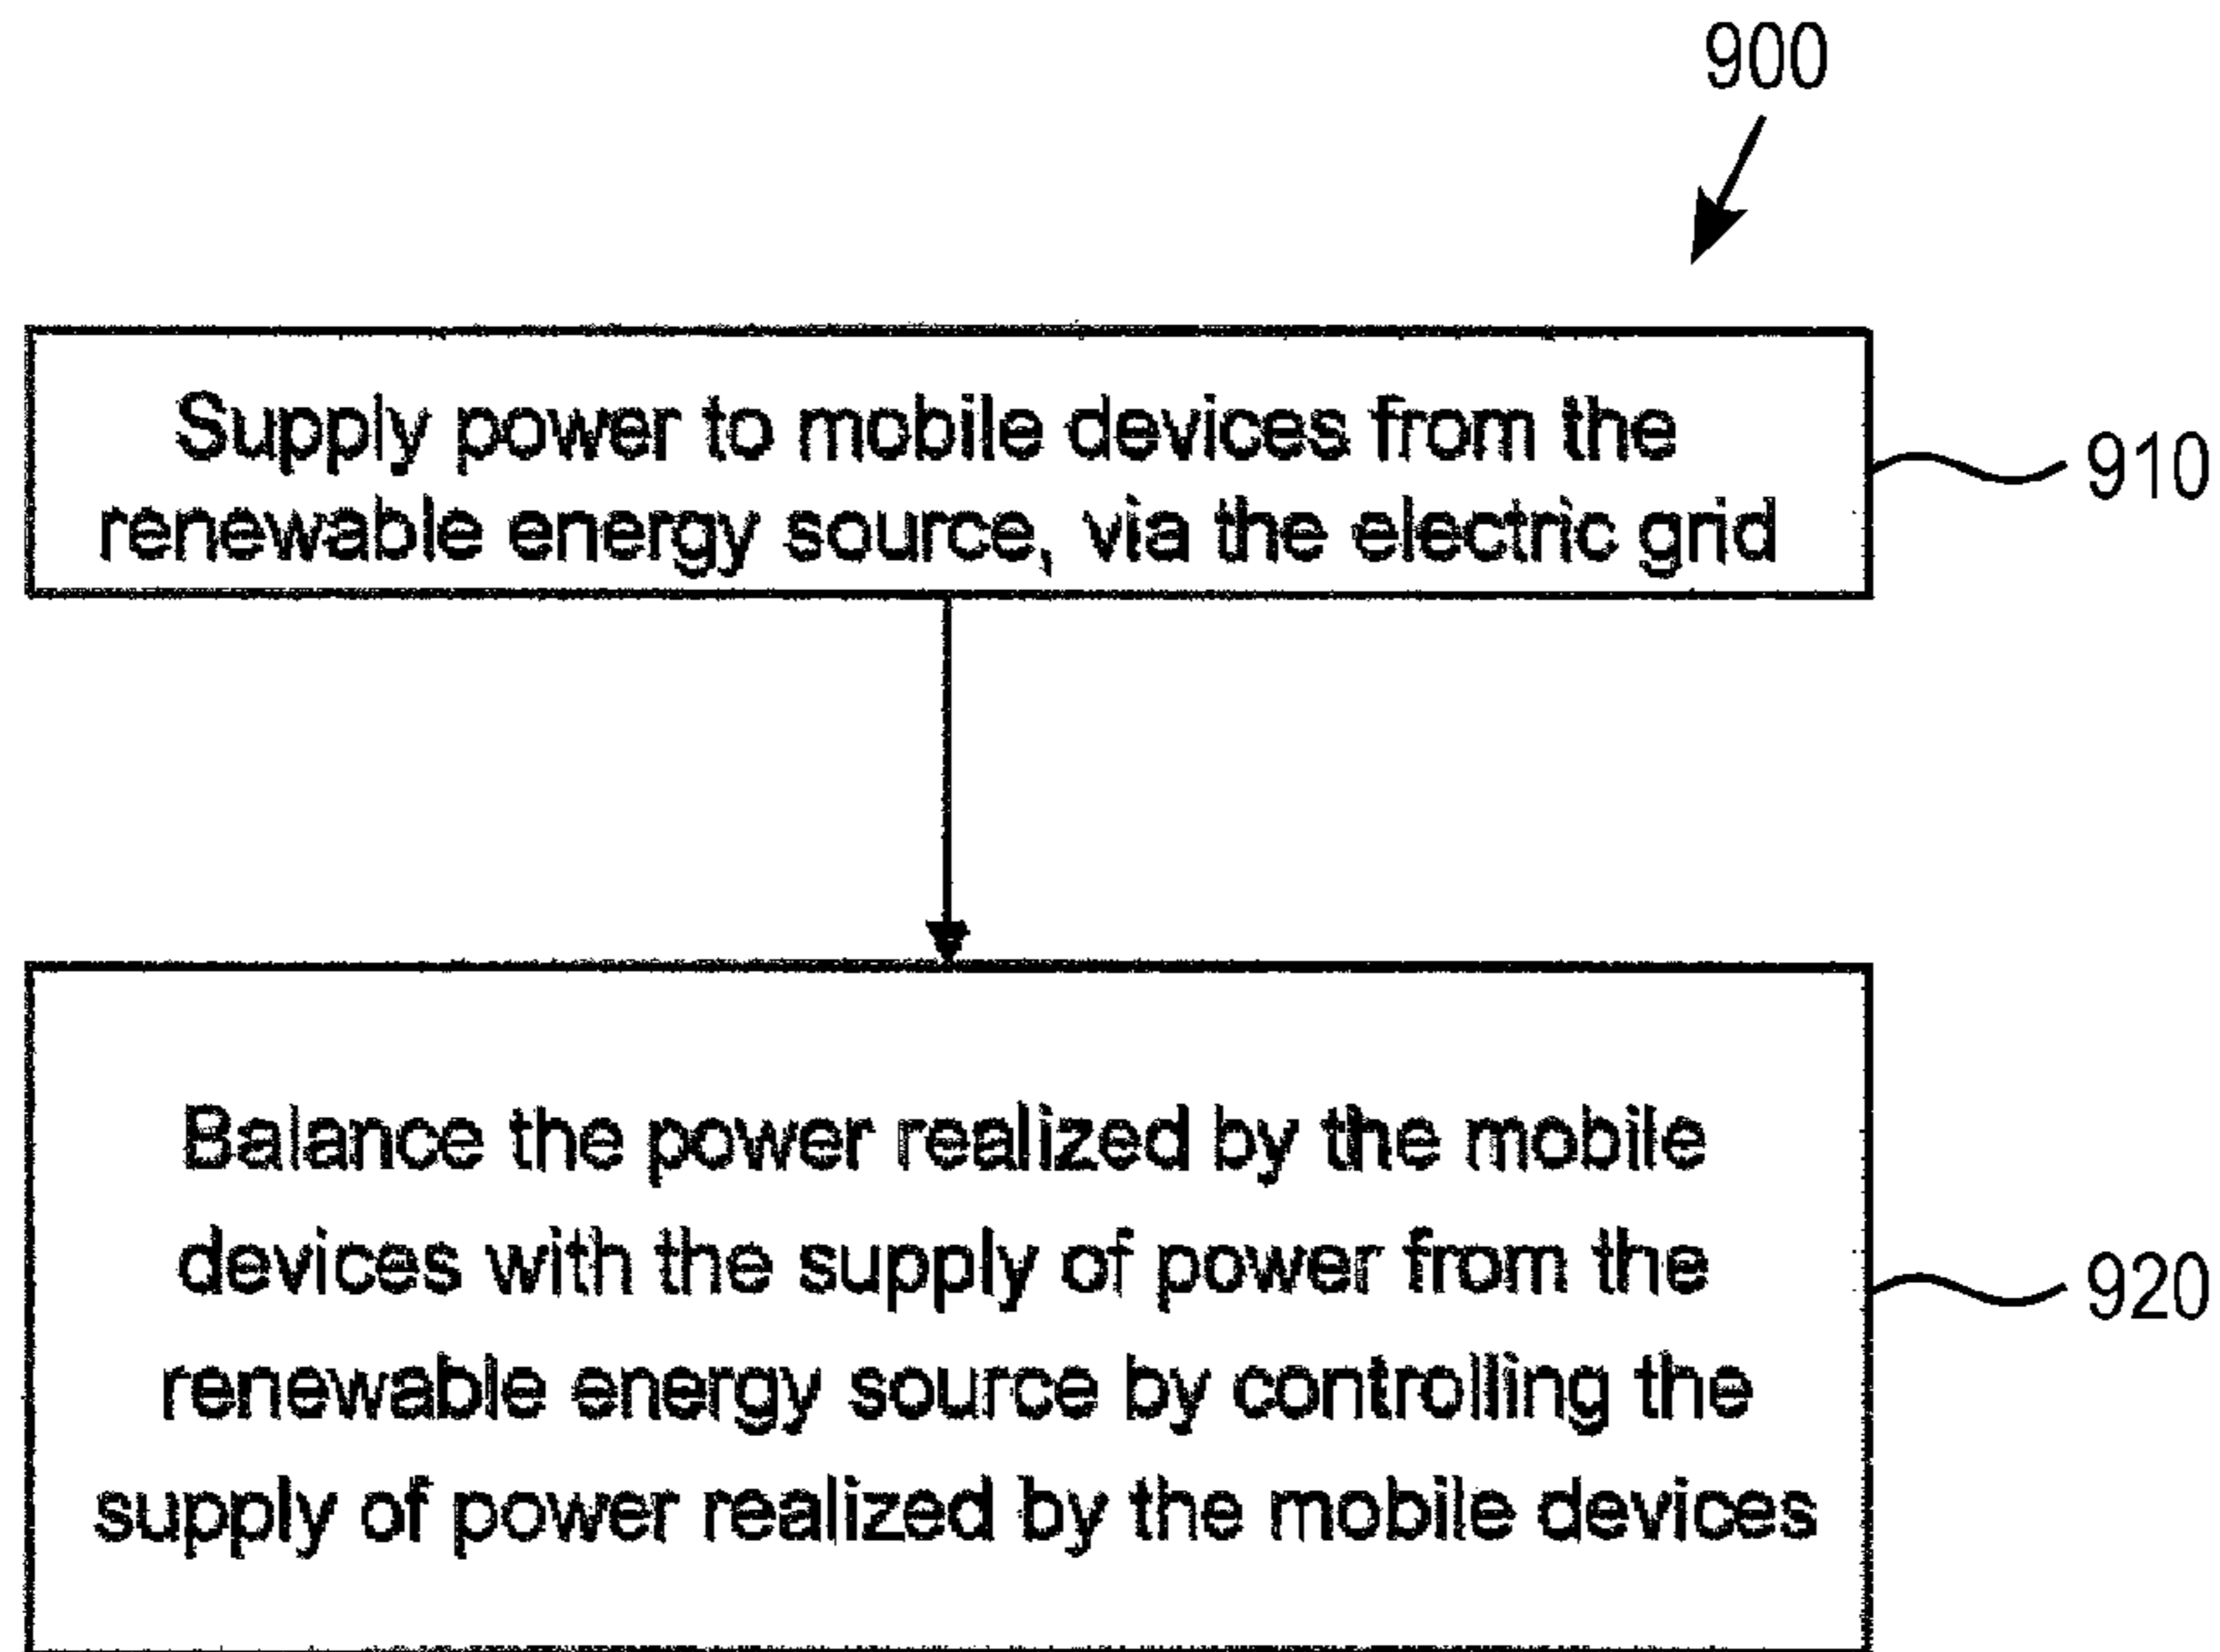 900
Supply power to mobile devices from the
renewable energy source, via the electric grid
910
Balance the power realized by the mobile
devices with the supply of power from the
renewable energy source by controlling the
supply of power realized by the mobile devices
920